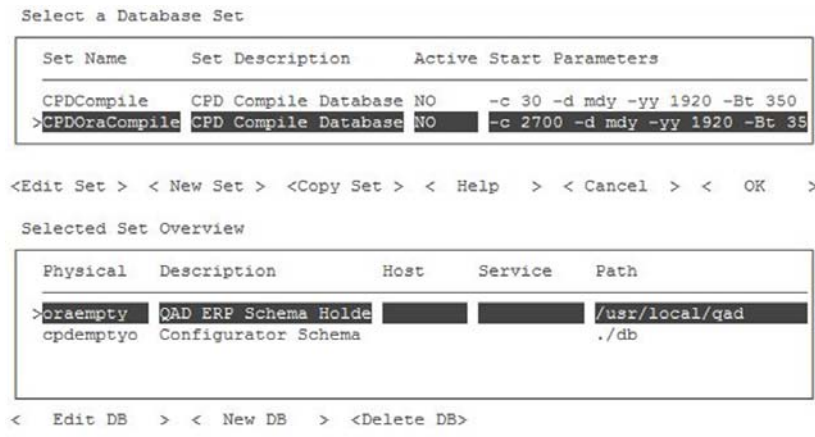 Select a Database Set
Set Name Set Description Active Start Parameters
CPDCompile CPD Compile Database NO -c 30 -d mdy -yy 1920 -Bt 350
>CPDOraCompile CPD Compile Database NO -c 2700 -d mdy -yy 1920 -Bt 35
<Edit Set > < New Set > <Copy Set > < Help > < Cancel > < OK >
Selected Set Overview
Physical Description Host Service Path
>oraempty QAD ERP Schema Holde /usr/local/qad
cpdemptyo Configurator Schema ./db
< Edit DB > < New DB > <Delete DB>